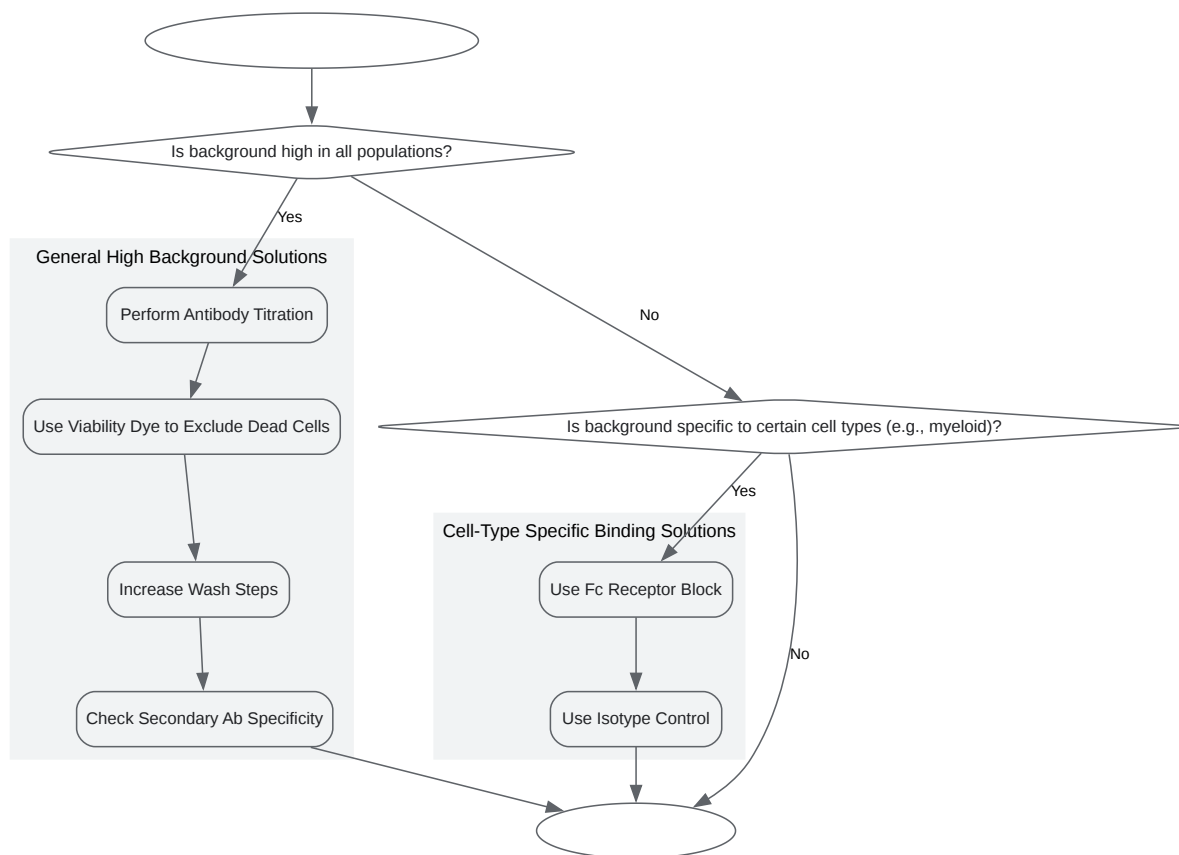 Is background high in all populations?
Yes
General High Background Solutions
Perform Antibody Titration
No
Use Viability Dye to Exclude Dead Cells
Is background specific to certain cell types (e.g., myeloid)?
Yes
Cell-Type Specific Binding Solutions
Increase Wash Steps
Use Fc Receptor Block
No
Check Secondary Ab Specificity
Use Isotype Control